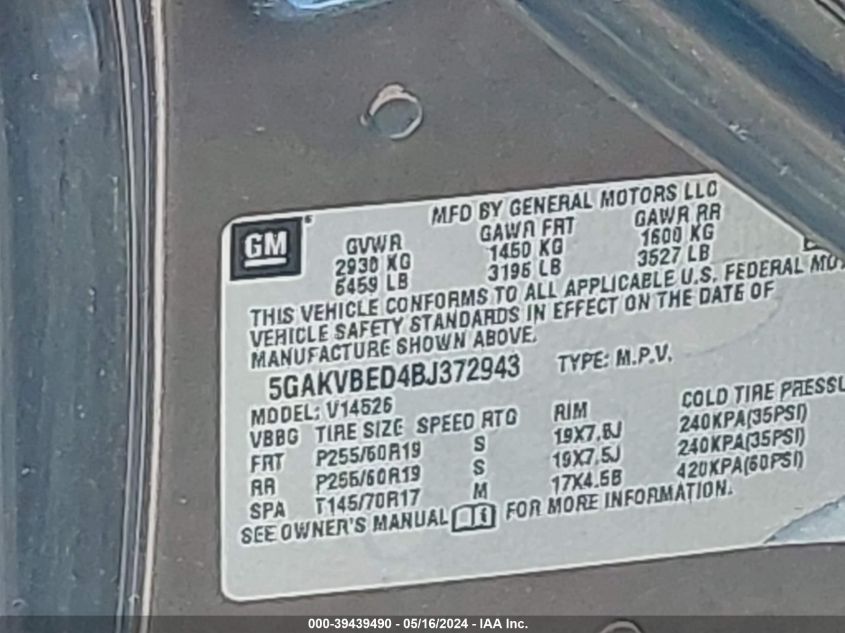 GM
MFD BY GENERAL MOTORS LLC
GVWR GAWR FRT GAWR RR
2930 KG 1450 KG 1600 KG
6459 LB 3196 LB 3527 LB
THIS VEHICLE CONFORMS TO ALL APPLICABLE U.S. FEDERAL
VEHICLE SAFETY STANDARDS IN EFFECT ON THE DATE OF
MANUFACTURE SHOWN ABOVE.
5GAKVBED4BJ372943 TYPE: M.P.V.
MODEL: V14526
VBBG TIRE SIZE SPEED RTG RIM COLD TIRE
FRT P255/60R19 S 19X7.5J 240KPA(35PSI)
RR P255/60R19 S 19X7.5J 240KPA(35PSI)
SPA T145/70R17 M 17X4.5B 420KPA(60PSI)
SEE OWNER'S MANUAL FOR MORE INFORMATION.
000-39439490 - 05/16/2024 - IAA Inc.